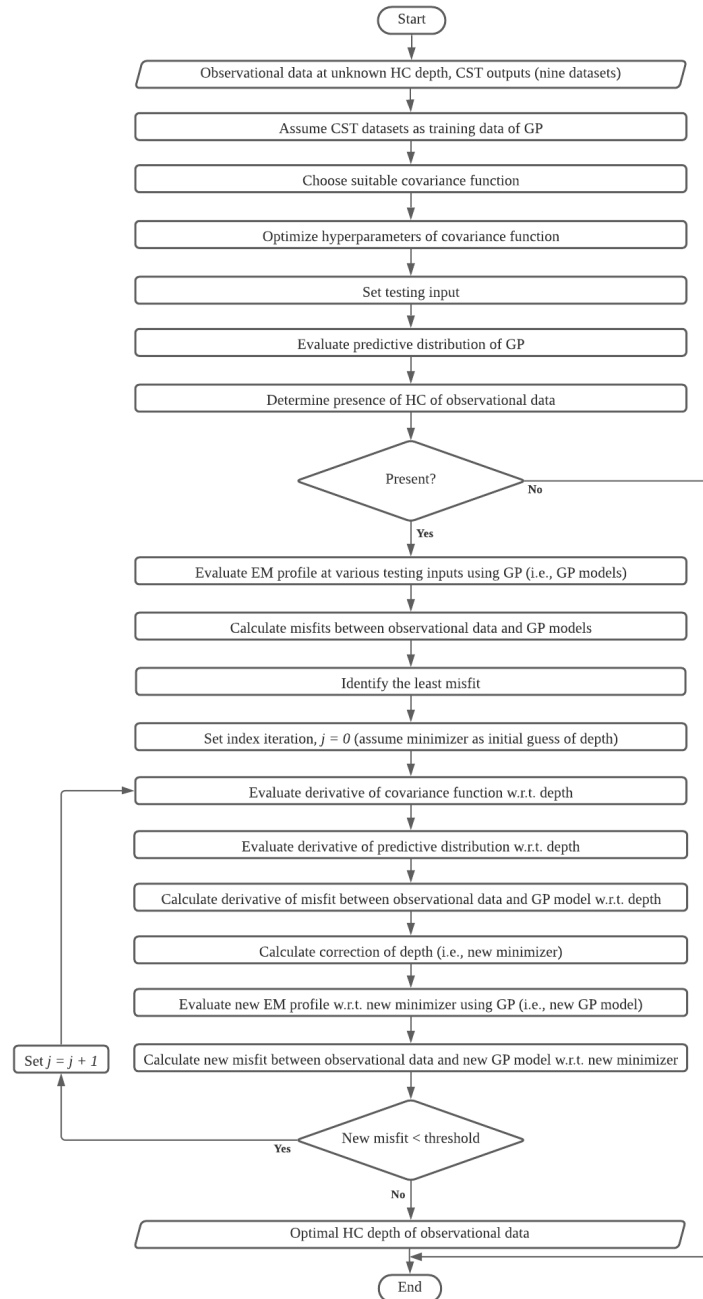 Start
Observational data at unknown HC depth, CST outputs (nine datasets)
Assume CST datasets as training data of GP
Choose suitable covariance function
Optimize hyperparameters of covariance function
Set testing input
Evaluate predictive distribution of GP
Determine presence of HC of observational data
Present?
No
Yes
Evaluate EM profile at various testing inputs using GP (i.e., GP models)
Calculate misfits between observational data and GP models
Identify the least misfit
Set index iteration, j = 0 (assume minimizer as initial guess of depth)
Evaluate derivative of covariance function w.r.t. depth
Evaluate derivative of predictive distribution w.r.t. depth
Calculate derivative of misfit between observational data and GP model w.r.t. depth
Calculate correction of depth (i.e., new minimizer)
Evaluate new EM profile w.r.t. new minimizer using GP (i.e., new GP model)
Set j = j + 1
Calculate new misfit between observational data and new GP model w.r.t. new minimizer
New misfit < threshold
Yes
No
Optimal HC depth of observational data
End